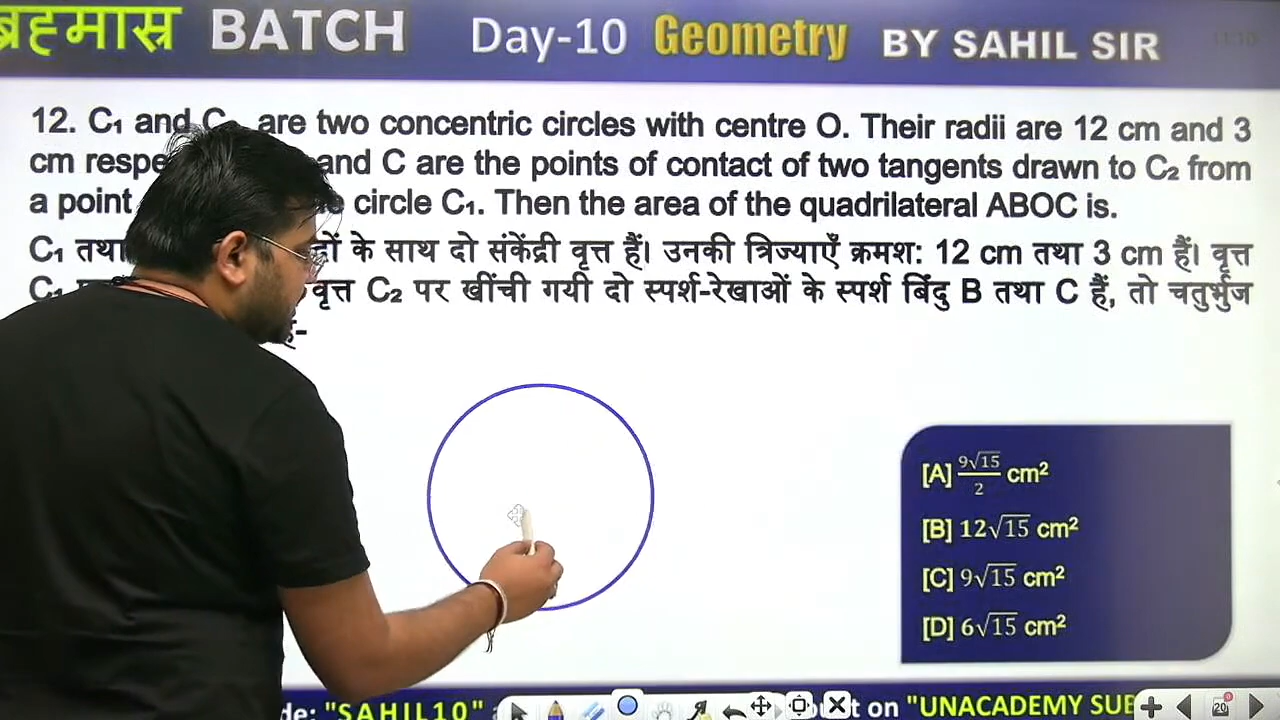 ब्रह्मास्र BATCH Day-10 Geometry BY SAHIL SIR
12. C₁ and are two concentric circles with centre O. Their radii are 12 cm and 3
cm and C are the points of contact of two tangents drawn to C₂ from
a point circle C₁. Then the area of the quadrilateral ABOC is.
C₁ तथा के साथ दो संकेंद्री वृत्त हैं। उनकी त्रिज्याएँ क्रमश: 12 cm तथा 3 cm हैं। वृत्त
C₁ वृत्त C₂ पर खींची गयी दो स्पर्श-रेखाओं के स्पर्श बिंदु B तथा C हैं, तो चतुर्भुज
[A] 9√15/2 cm²
[B] 12√15 cm²
[C] 9√15 cm²
[D] 6√15 cm²
"SAHIL10" on "UNACADEMY SUB
20